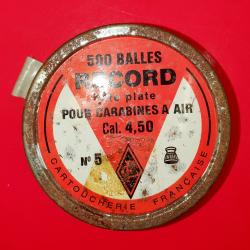 500 BALLES
RECORD
tête plate
POUR CARABINES A AIR
Cal. 4,50
N° 5
CARTOUCHERIE FRANÇAISE